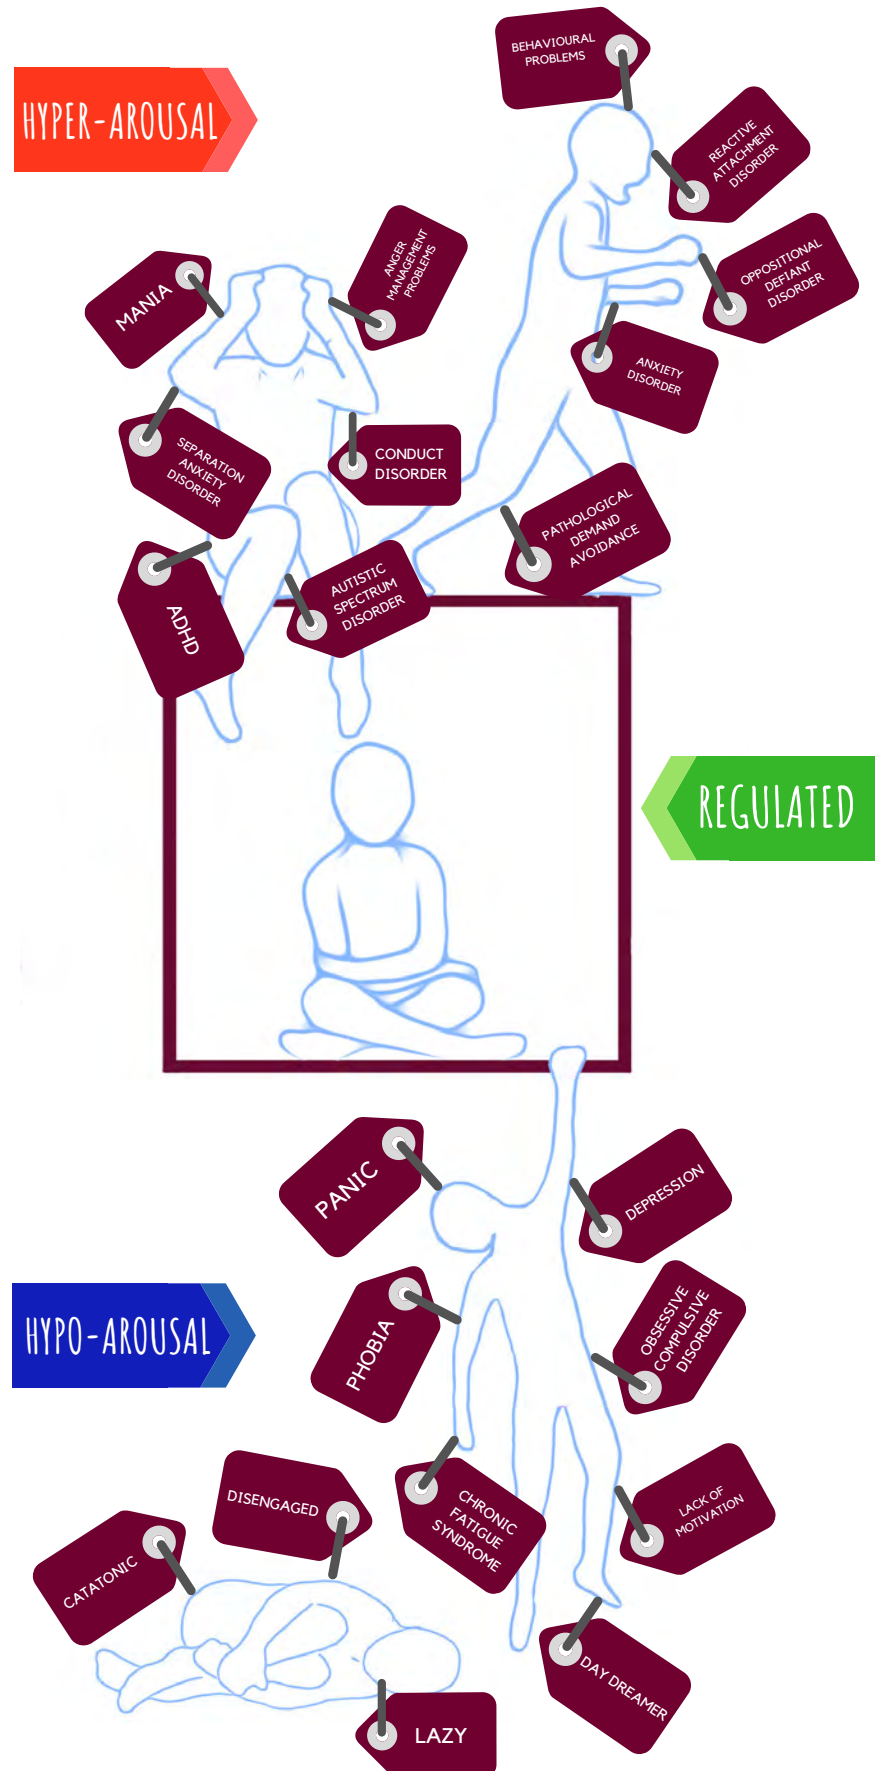 BEHAVIOURAL
PROBLEMS
HYPER-AROUSAL
REACTIVE
ATTACHMENT
DISORDER
ANGER
MANAGEMENT
PROBLEMS
OPPOSITIONAL
DEFIANT
DISORDER
MANIA
ANXIETY
DISORDER
SEPARATION
ANXIETY
DISORDER
CONDUCT
DISORDER
PATHOLOGICAL
DEMAND
AVOIDANCE
AUTISTIC
SPECTRUM
DISORDER
ADHD
REGULATED
PANIC
DEPRESSION
HYPO-AROUSAL
PHOBIA
OBSESSIVE
COMPULSIVE
DISORDER
DISENGAGED
CHRONIC
FATIGUE
SYNDROME
LACK OF
MOTIVATION
CATATONIC
DAY DREAMER
LAZY